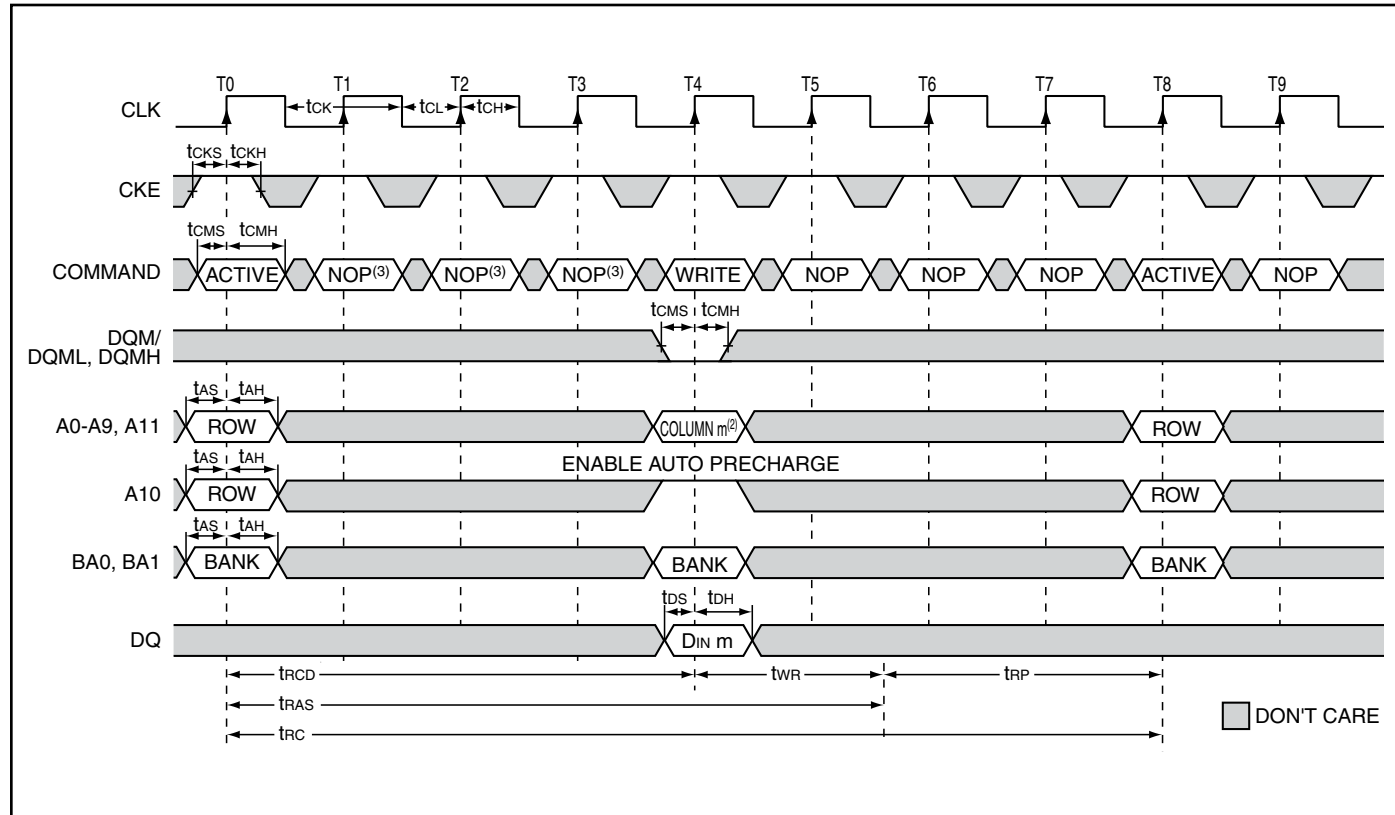 T0 T1 T2 T3 T4 T5 T6 T7 T8 T9
CLK tCK tCL tCH
tCKS tCKH
CKE
tCMS tCMH
COMMAND ACTIVE NOP(3) NOP(3) NOP(3) WRITE NOP NOP NOP ACTIVE NOP
tCMS tCMH
DQM/
DQML, DQMH
tAS tAH
A0-A9, A11 ROW COLUMN m(2) ROW
tAS tAH ENABLE AUTO PRECHARGE
A10 ROW ROW
tAS tAH
BA0, BA1 BANK BANK BANK
tDS tDH
DQ DIN m
tRCD tWR tRP
tRAS
DON'T CARE
tRC